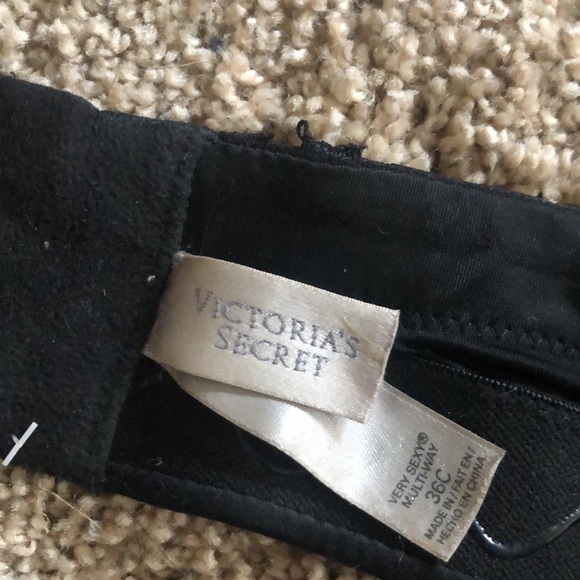 VICTORIA'S
SECRET
VERY SEXY®
MULTI-WAY
36C
MADE IN / FAIT EN /
HECHO EN CHINA